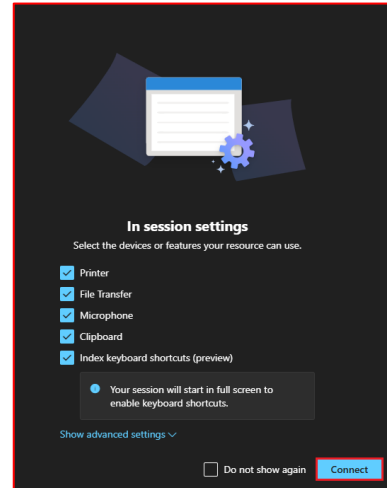 In session settings
Select the devices or features your resource can use.
Printer
File Transfer
Microphone
Clipboard
Index keyboard shortcuts (preview)
Your session will start in full screen to
enable keyboard shortcuts.
Show advanced settings
Do not show again
Connect